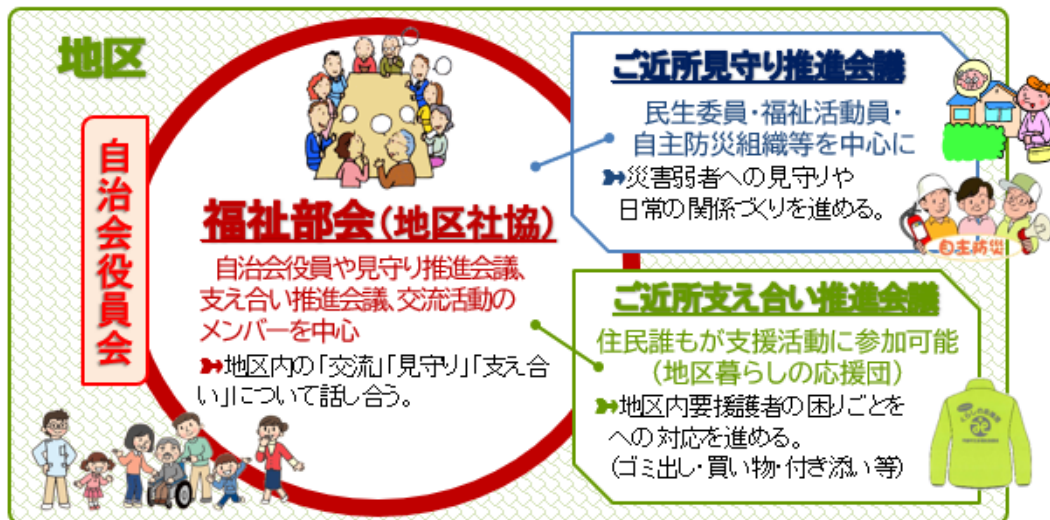 地区
自治会役員会
福祉部会(地区社協)
自治会役員や見守り推進会議、
支え合い推進会議、交流活動の
メンバーを中心
➽地区内の「交流」「見守り」「支え合
い」について話し合う。
ご近所見守り推進会議
民生委員・福祉活動員・
自主防災組織等を中心に
➽災害弱者への見守りや
日常の関係づくりを進める。
自主防災
ご近所支え合い推進会議
住民誰もが支援活動に参加可能
(地区暮らしの応援団)
➽地区内要援護者の困りごとを
への対応を進める。
(ゴミ出し・買い物・付き添い等)